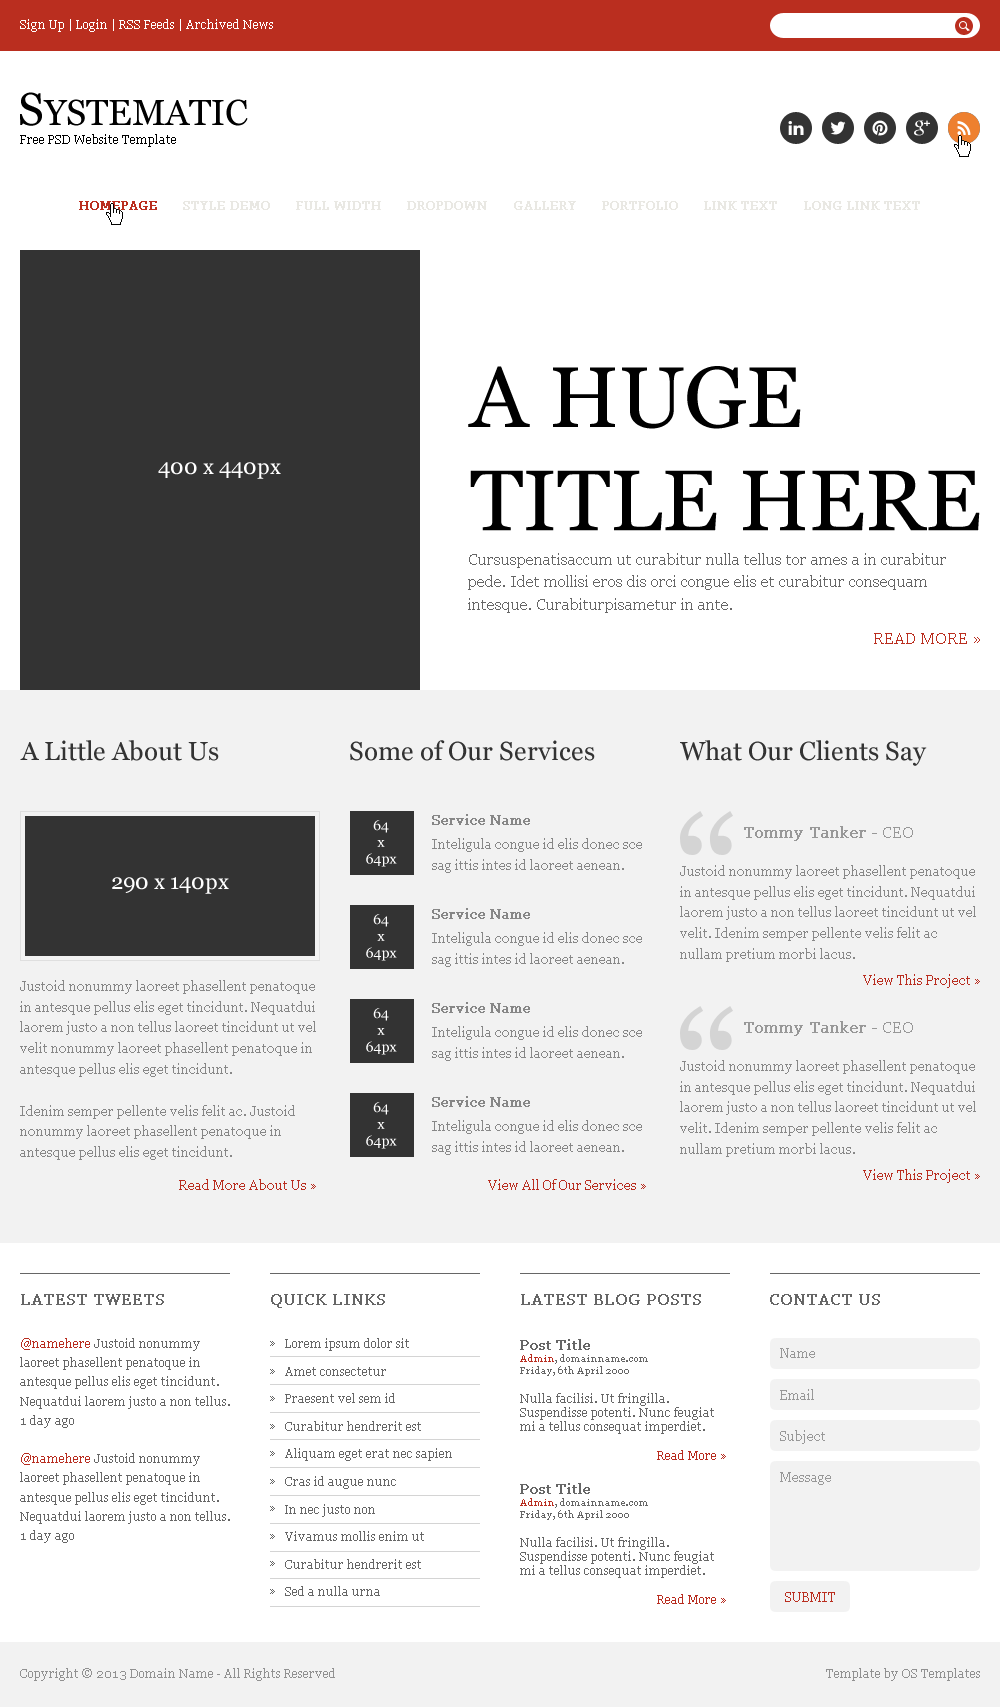 Sign Up | Login | RSS Feeds | Archived News
SYSTEMATIC
Free PSD Website Template
HOMEPAGE STYLE DEMO FULL WIDTH DROPDOWN GALLERY PORTFOLIO LINK TEXT LONG LINK TEXT
400 x 440px
A HUGE
TITLE HERE
Cursuspenatisaccum ut curabitur nulla tellus tor ames a in curabitur
pede. Idet mollisi eros dis orci congue elis et curabitur consequam
intesque. Curabiturpisametur in ante.
READ MORE »
A Little About Us
290 x 140px
Justoid nonummy laoreet phasellent penatoque
in antesque pellus elis eget tincidunt. Nequatdui
laorem justo a non tellus laoreet tincidunt ut vel
velit nonummy laoreet phasellent penatoque in
antesque pellus elis eget tincidunt.
Idenim semper pellente velis felit ac. Justoid
nonummy laoreet phasellent penatoque in
antesque pellus elis eget tincidunt.
Read More About Us »
Some of Our Services
64
x
64px
Service Name
Inteligula congue id elis donec sce
sag ittis intes id laoreet aenean.
64
x
64px
Service Name
Inteligula congue id elis donec sce
sag ittis intes id laoreet aenean.
64
x
64px
Service Name
Inteligula congue id elis donec sce
sag ittis intes id laoreet aenean.
64
x
64px
Service Name
Inteligula congue id elis donec sce
sag ittis intes id laoreet aenean.
View All Of Our Services »
What Our Clients Say
“ Tommy Tanker - CEO
Justoid nonummy laoreet phasellent penatoque
in antesque pellus elis eget tincidunt. Nequatdui
laorem justo a non tellus laoreet tincidunt ut vel
velit. Idenim semper pellente velis felit ac
nullam pretium morbi lacus.
View This Project »
“ Tommy Tanker - CEO
Justoid nonummy laoreet phasellent penatoque
in antesque pellus elis eget tincidunt. Nequatdui
laorem justo a non tellus laoreet tincidunt ut vel
velit. Idenim semper pellente velis felit ac
nullam pretium morbi lacus.
View This Project »
LATEST TWEETS
@namehere Justoid nonummy
laoreet phasellent penatoque in
antesque pellus elis eget tincidunt.
Nequatdui laorem justo a non tellus.
1 day ago
@namehere Justoid nonummy
laoreet phasellent penatoque in
antesque pellus elis eget tincidunt.
Nequatdui laorem justo a non tellus.
1 day ago
QUICK LINKS
» Lorem ipsum dolor sit
» Amet consectetur
» Praesent vel sem id
» Curabitur hendrerit est
» Aliquam eget erat nec sapien
» Cras id augue nunc
» In nec justo non
» Vivamus mollis enim ut
» Curabitur hendrerit est
» Sed a nulla urna
LATEST BLOG POSTS
Post Title
Admin, domainname.com
Friday, 6th April 2000
Nulla facilisi. Ut fringilla.
Suspendisse potenti. Nunc feugiat
mi a tellus consequat imperdiet.
Read More »
Post Title
Admin, domainname.com
Friday, 6th April 2000
Nulla facilisi. Ut fringilla.
Suspendisse potenti. Nunc feugiat
mi a tellus consequat imperdiet.
Read More »
CONTACT US
Name
Email
Subject
Message
SUBMIT
Copyright © 2013 Domain Name - All Rights Reserved
Template by OS Templates